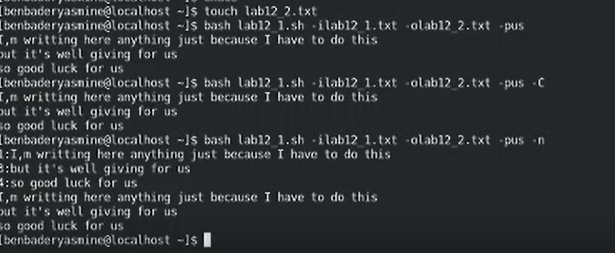 [benbaderyasmine@localhost ~]$ touch lab12_2.txt
[benbaderyasmine@localhost ~]$ bash lab12_1.sh -ilab12_1.txt -olab12_2.txt -pus
I,m writting here anything just because I have to do this
but it's well giving for us
so good luck for us
[benbaderyasmine@localhost ~]$ bash lab12_1.sh -ilab12_1.txt -olab12_2.txt -pus -C
I,m writting here anything just because I have to do this
but it's well giving for us
so good luck for us
[benbaderyasmine@localhost ~]$ bash lab12_1.sh -ilab12_1.txt -olab12_2.txt -pus -n
1:I,m writting here anything just because I have to do this
3:but it's well giving for us
4:so good luck for us
I,m writting here anything just because I have to do this
but it's well giving for us
so good luck for us
[benbaderyasmine@localhost ~]$